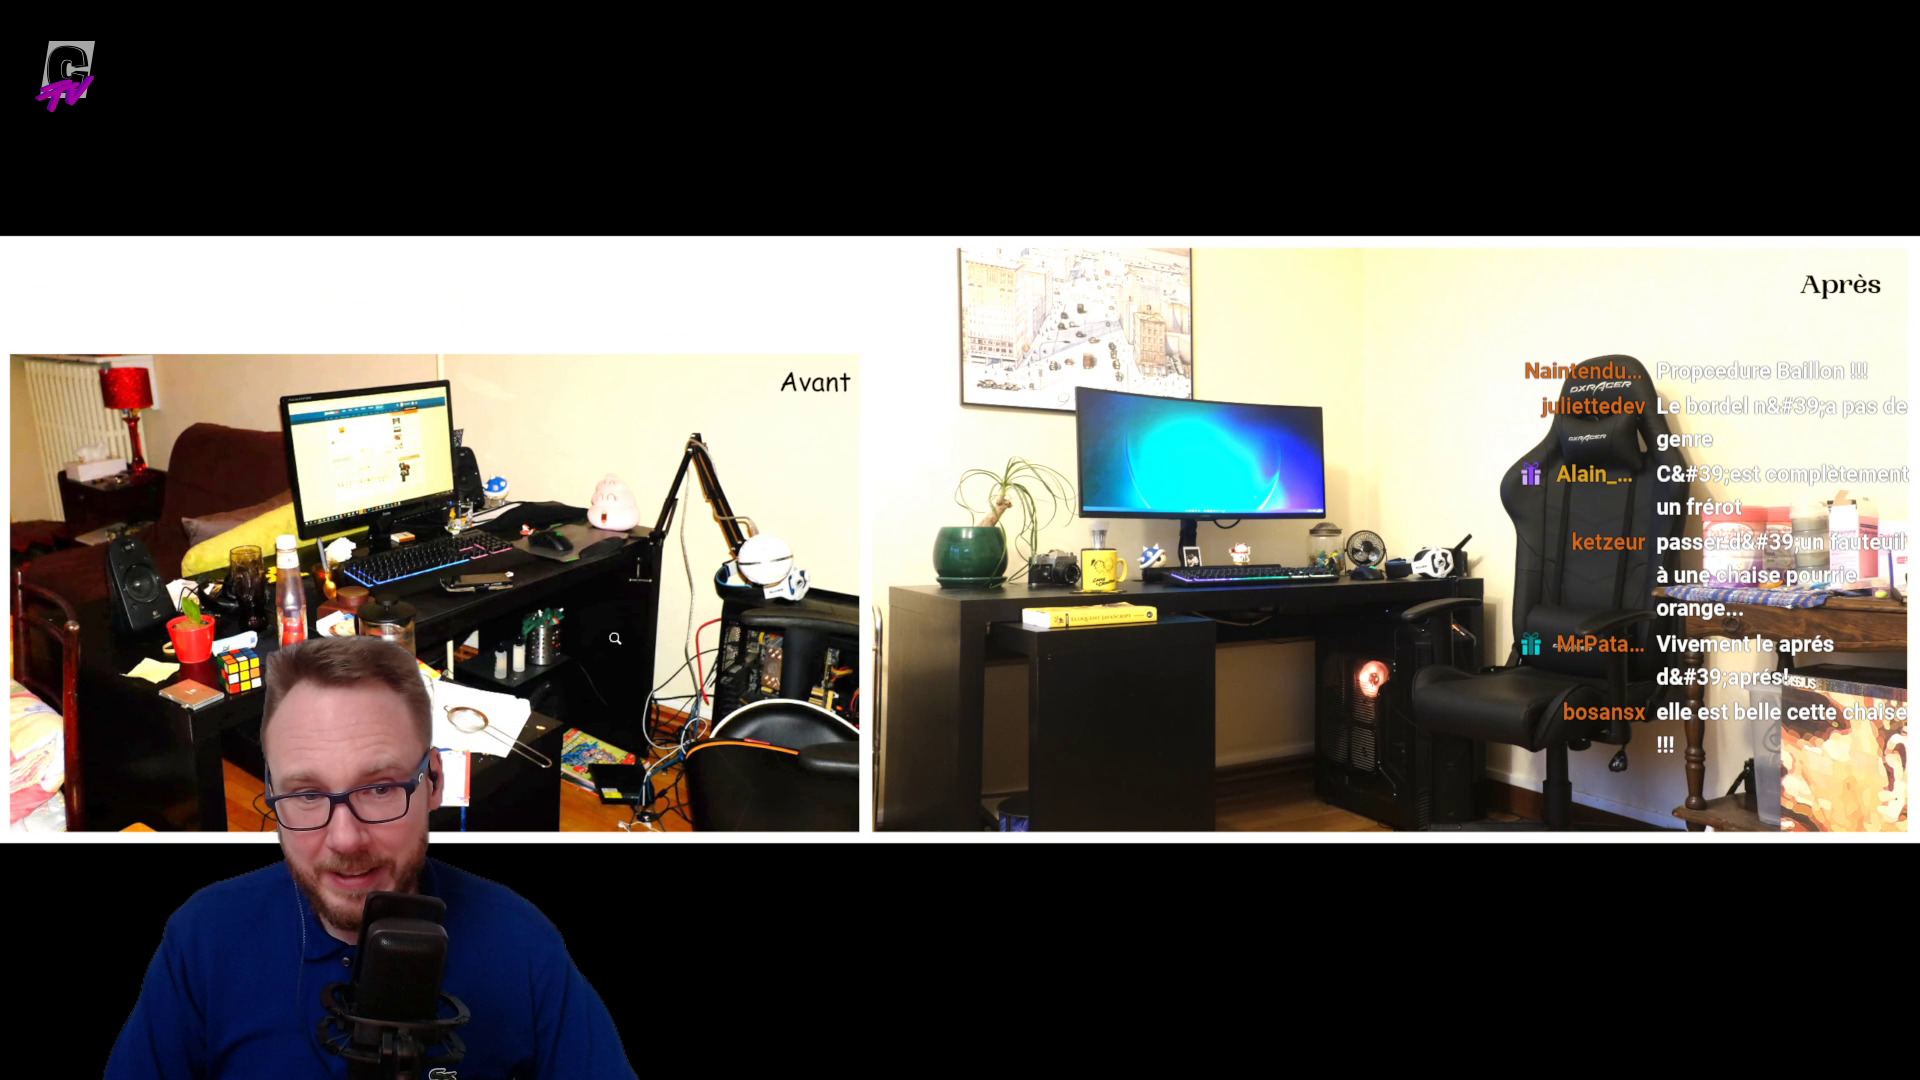 C
TV
Avant
Après
DXRACER
DXRACER
Naintendu... Propcedure Baillon !!!
juliettedev Le bordel n&#39;a pas de
genre
Alain_... C&#39;est complètement
un frérot
ketzeur passer d&#39;un fauteuil
à une chaise pourrie
orange...
MrPata... Vivement le aprés
d&#39;aprés!
bosansx elle est belle cette chaise
!!!